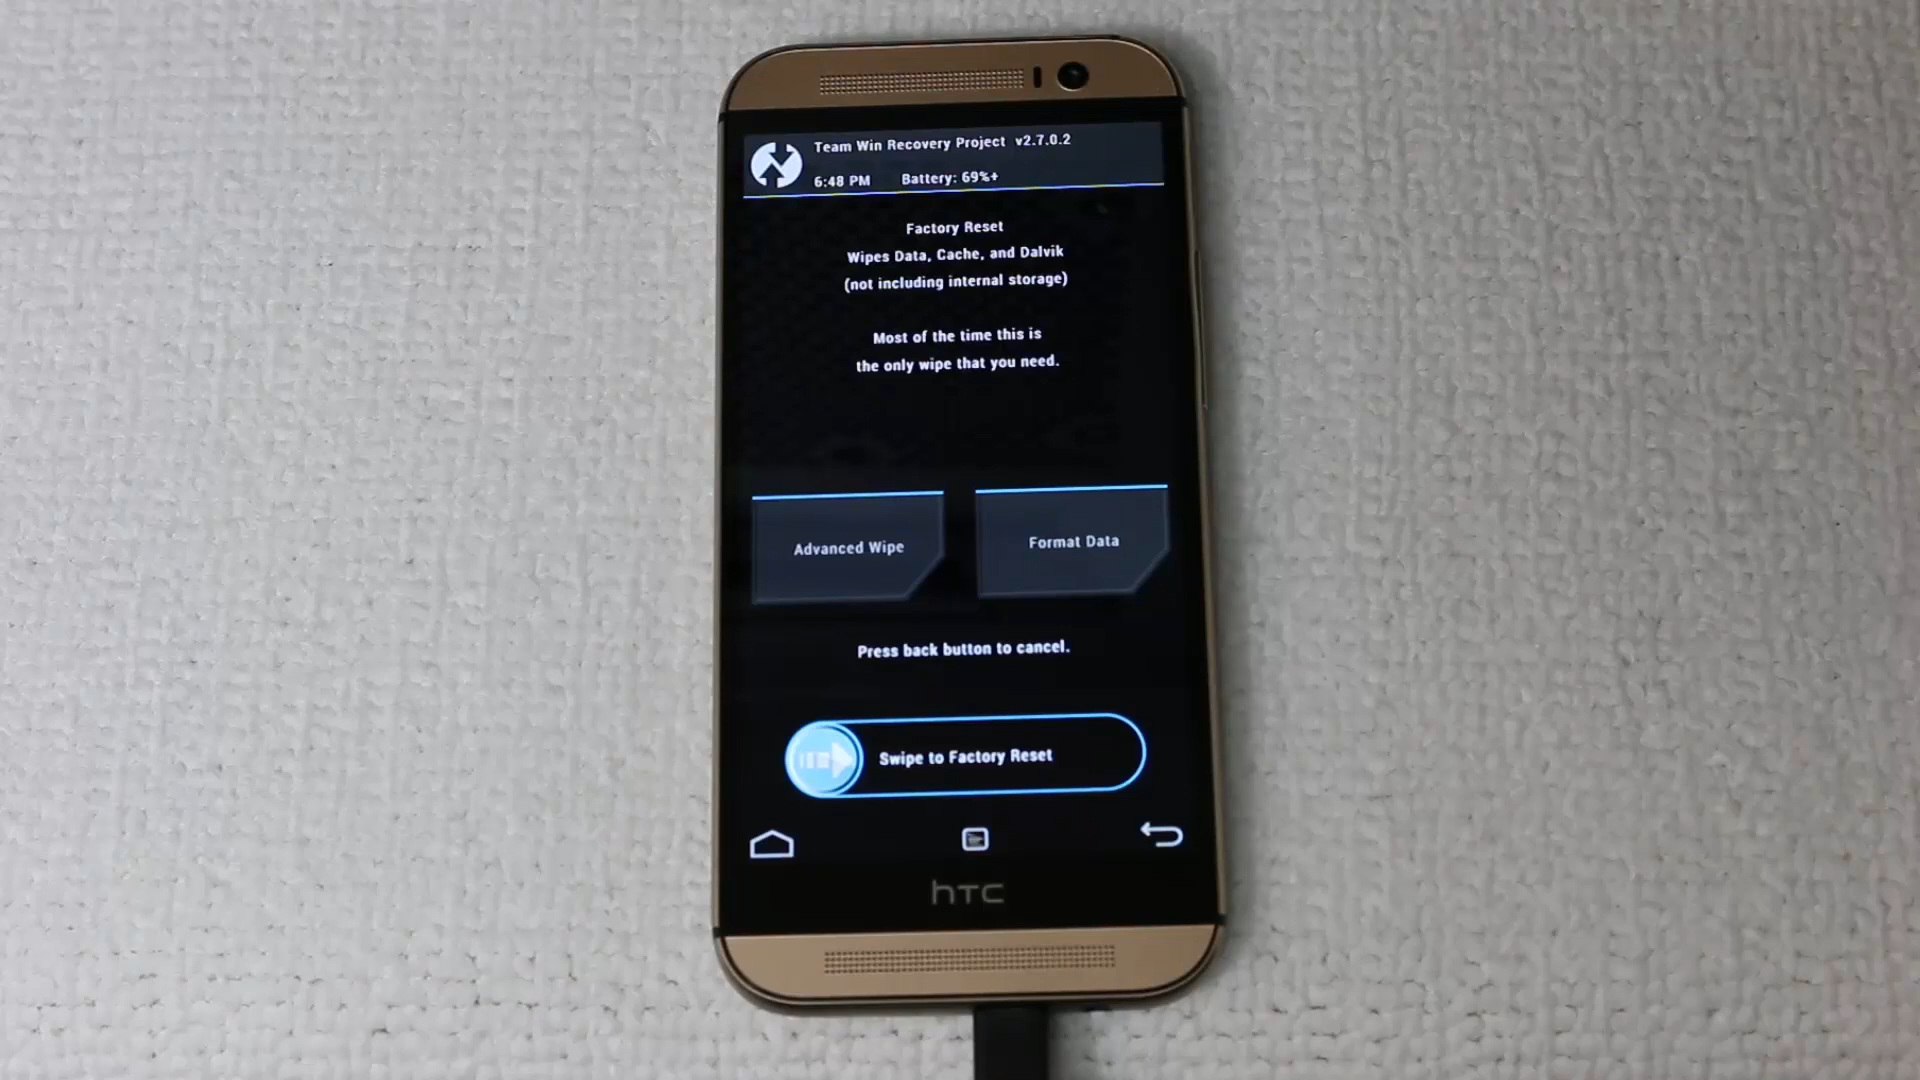 Team Win Recovery Project v2.7.0.2
6:48 PM Battery: 69%+
Factory Reset
Wipes Data, Cache, and Dalvik
(not including internal storage)
Most of the time this is
the only wipe that you need.
Advanced Wipe
Format Data
Press back button to cancel.
Swipe to Factory Reset
hTC